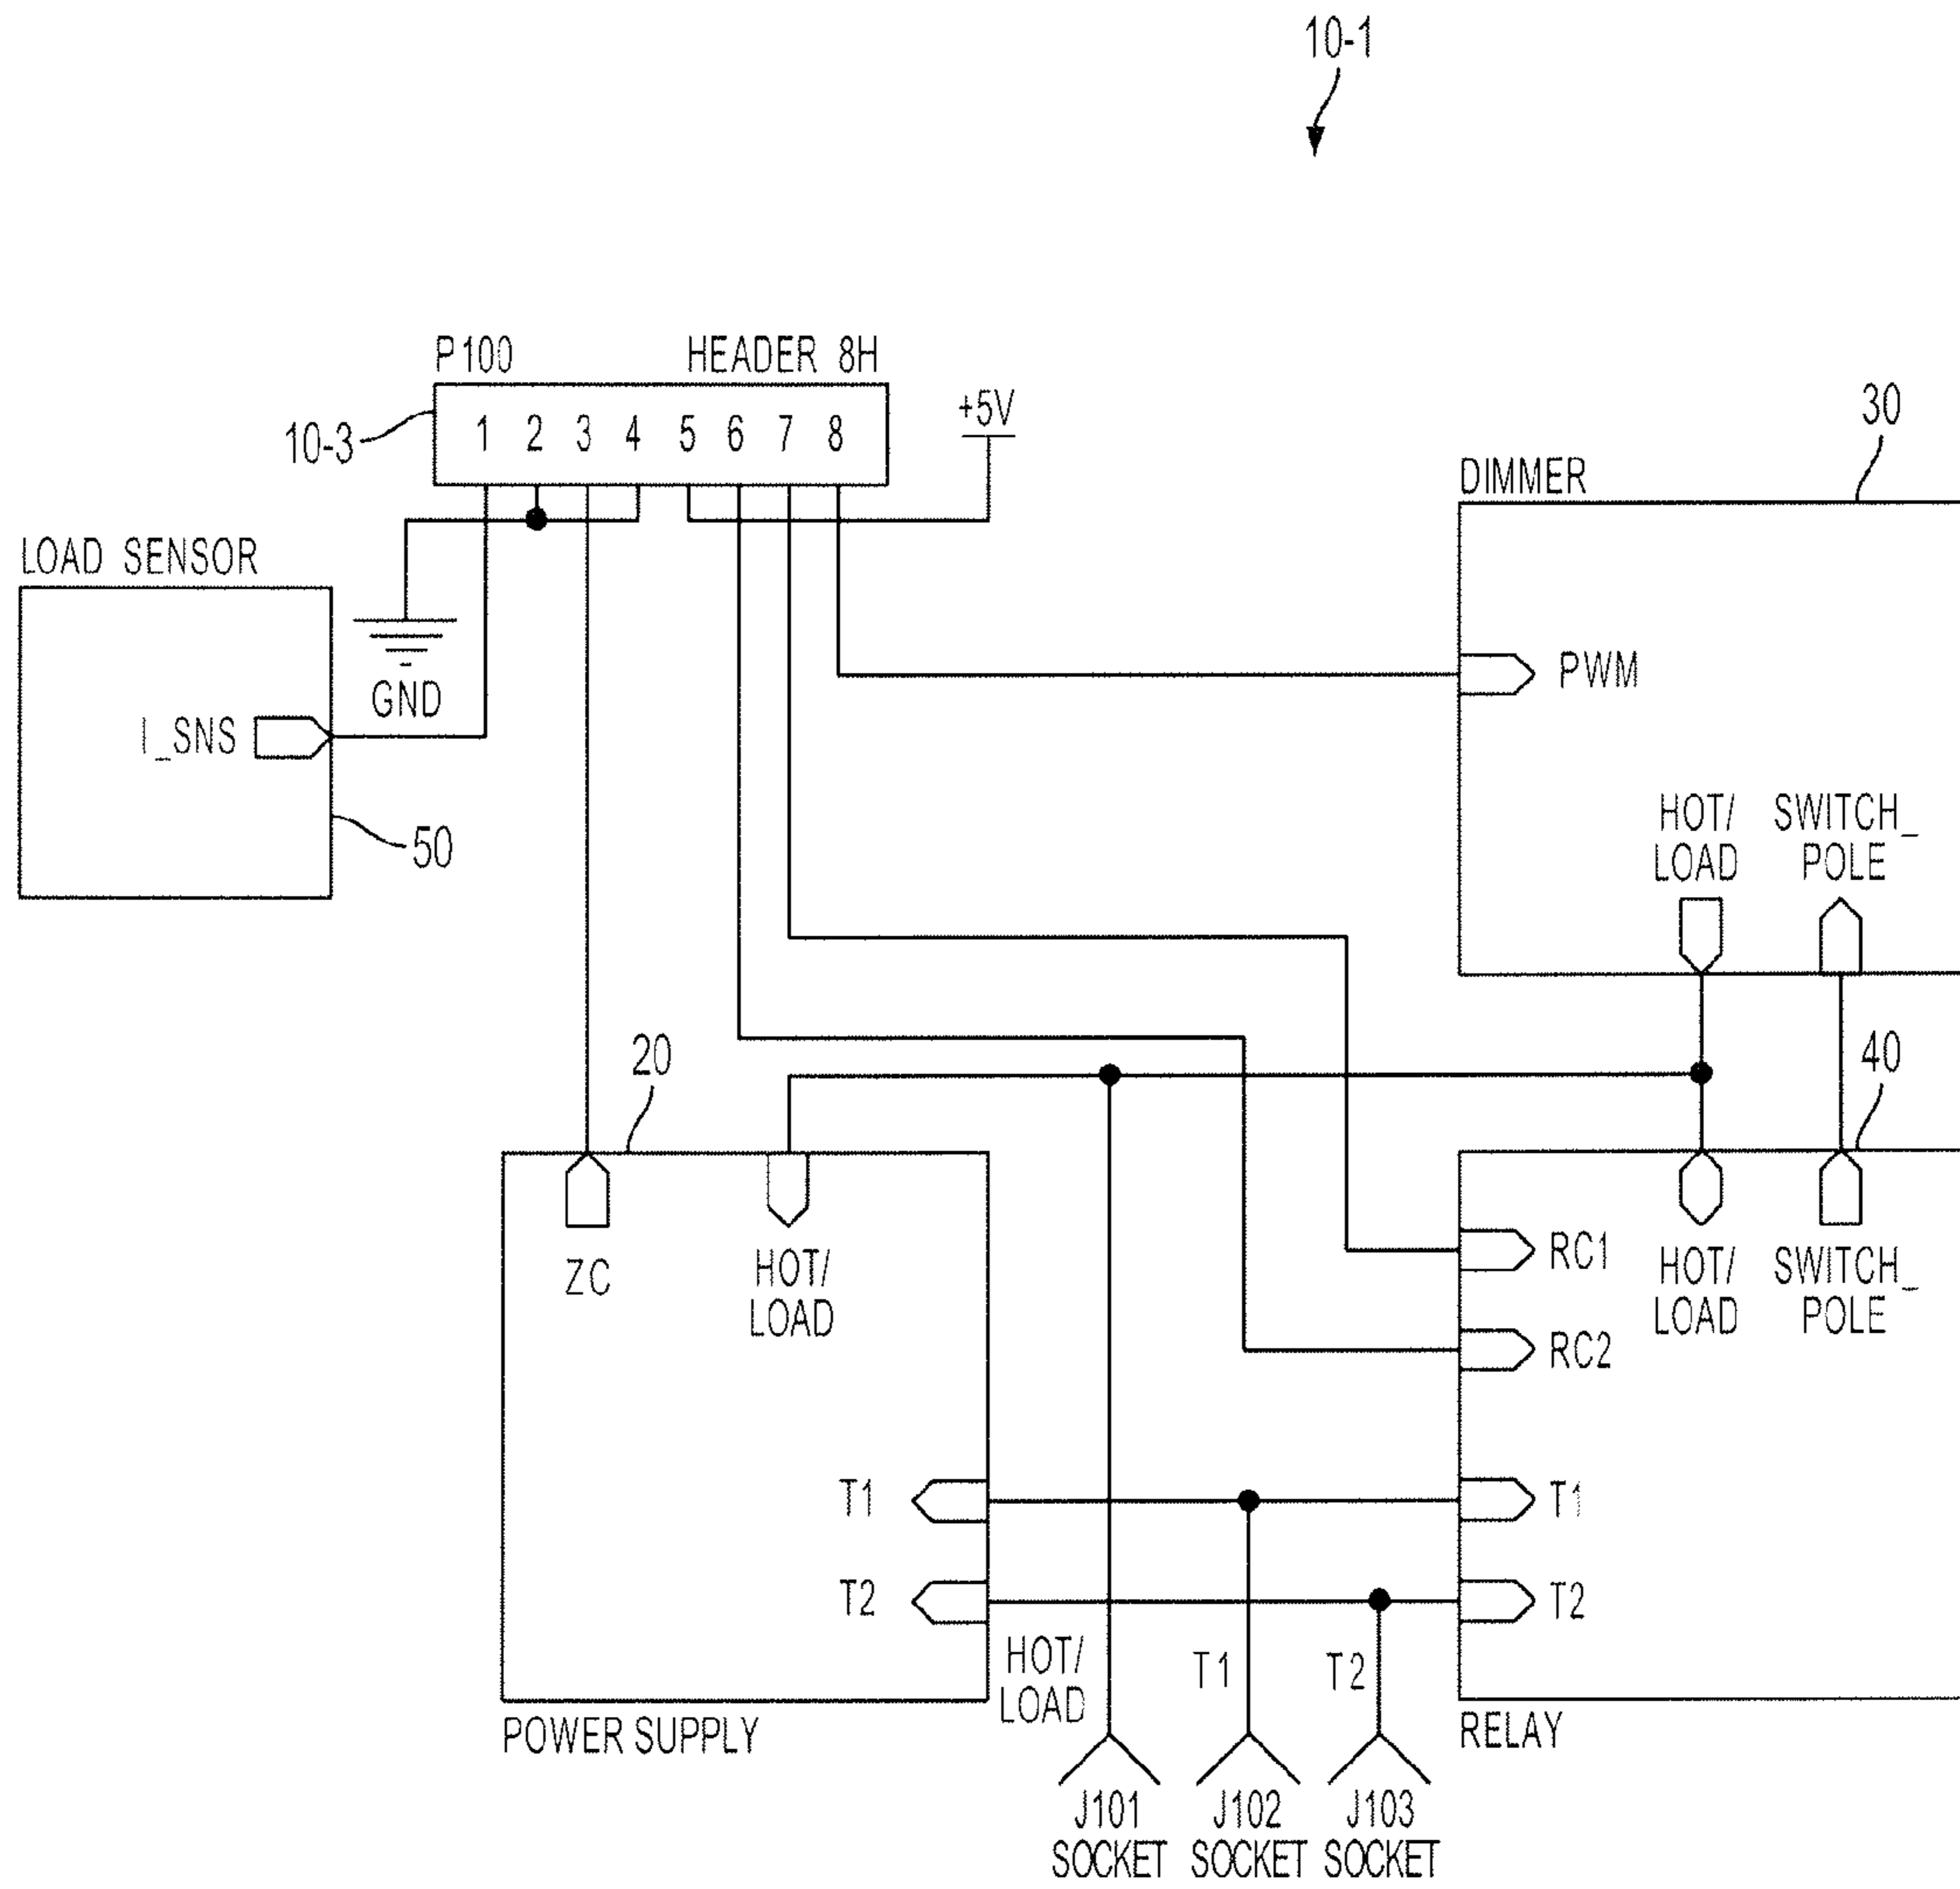 10-1
P100 HEADER 8H
10-3
1 2 3 4 5 6 7 8
+5V
30
DIMMER
LOAD SENSOR
GND
PWM
I_SNS
50
HOT/
LOAD
SWITCH_
POLE
20
40
ZC
HOT/
LOAD
RC1
HOT/
LOAD
SWITCH_
POLE
RC2
T1
T1
T2
T2
HOT/
LOAD
T1
T2
POWER SUPPLY
RELAY
J101
SOCKET
J102
SOCKET
J103
SOCKET